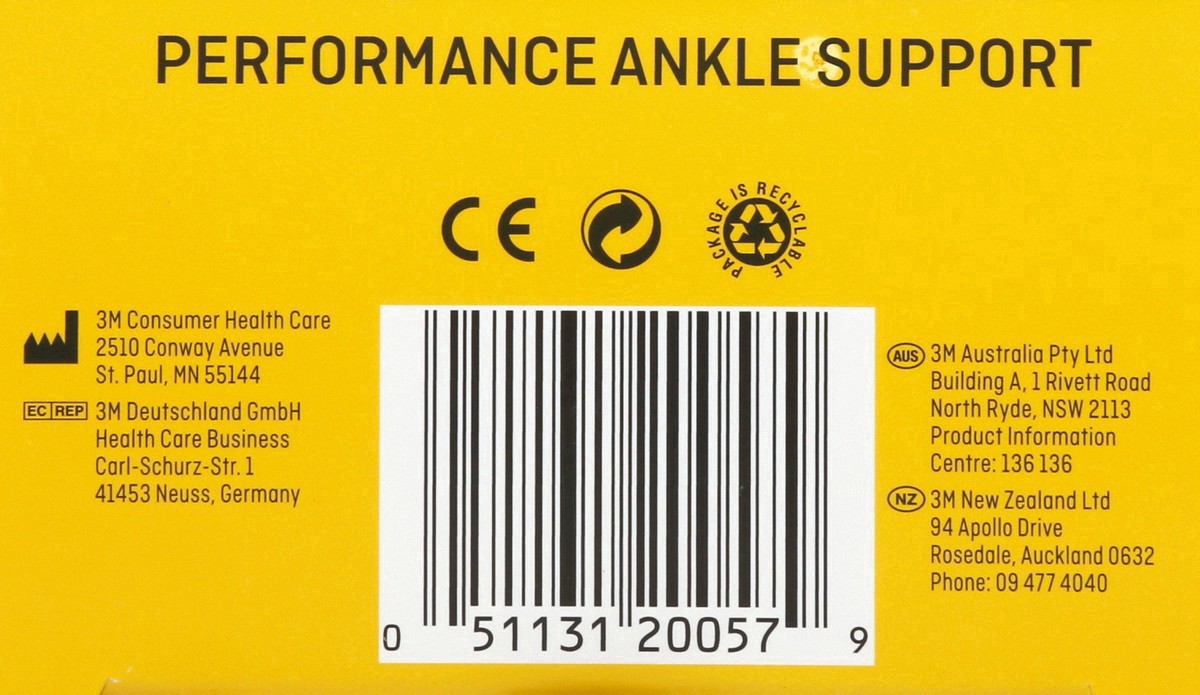 PERFORMANCE ANKLE SUPPORT
CE
PACKAGE IS RECYCLABLE
3M Consumer Health Care
2510 Conway Avenue
St. Paul, MN 55144
EC REP
3M Deutschland GmbH
Health Care Business
Carl-Schurz-Str. 1
41453 Neuss, Germany
0 51131 20057 9
AUS
3M Australia Pty Ltd
Building A, 1 Rivett Road
North Ryde, NSW 2113
Product Information
Centre: 136 136
NZ
3M New Zealand Ltd
94 Apollo Drive
Rosedale, Auckland 0632
Phone: 09 477 4040